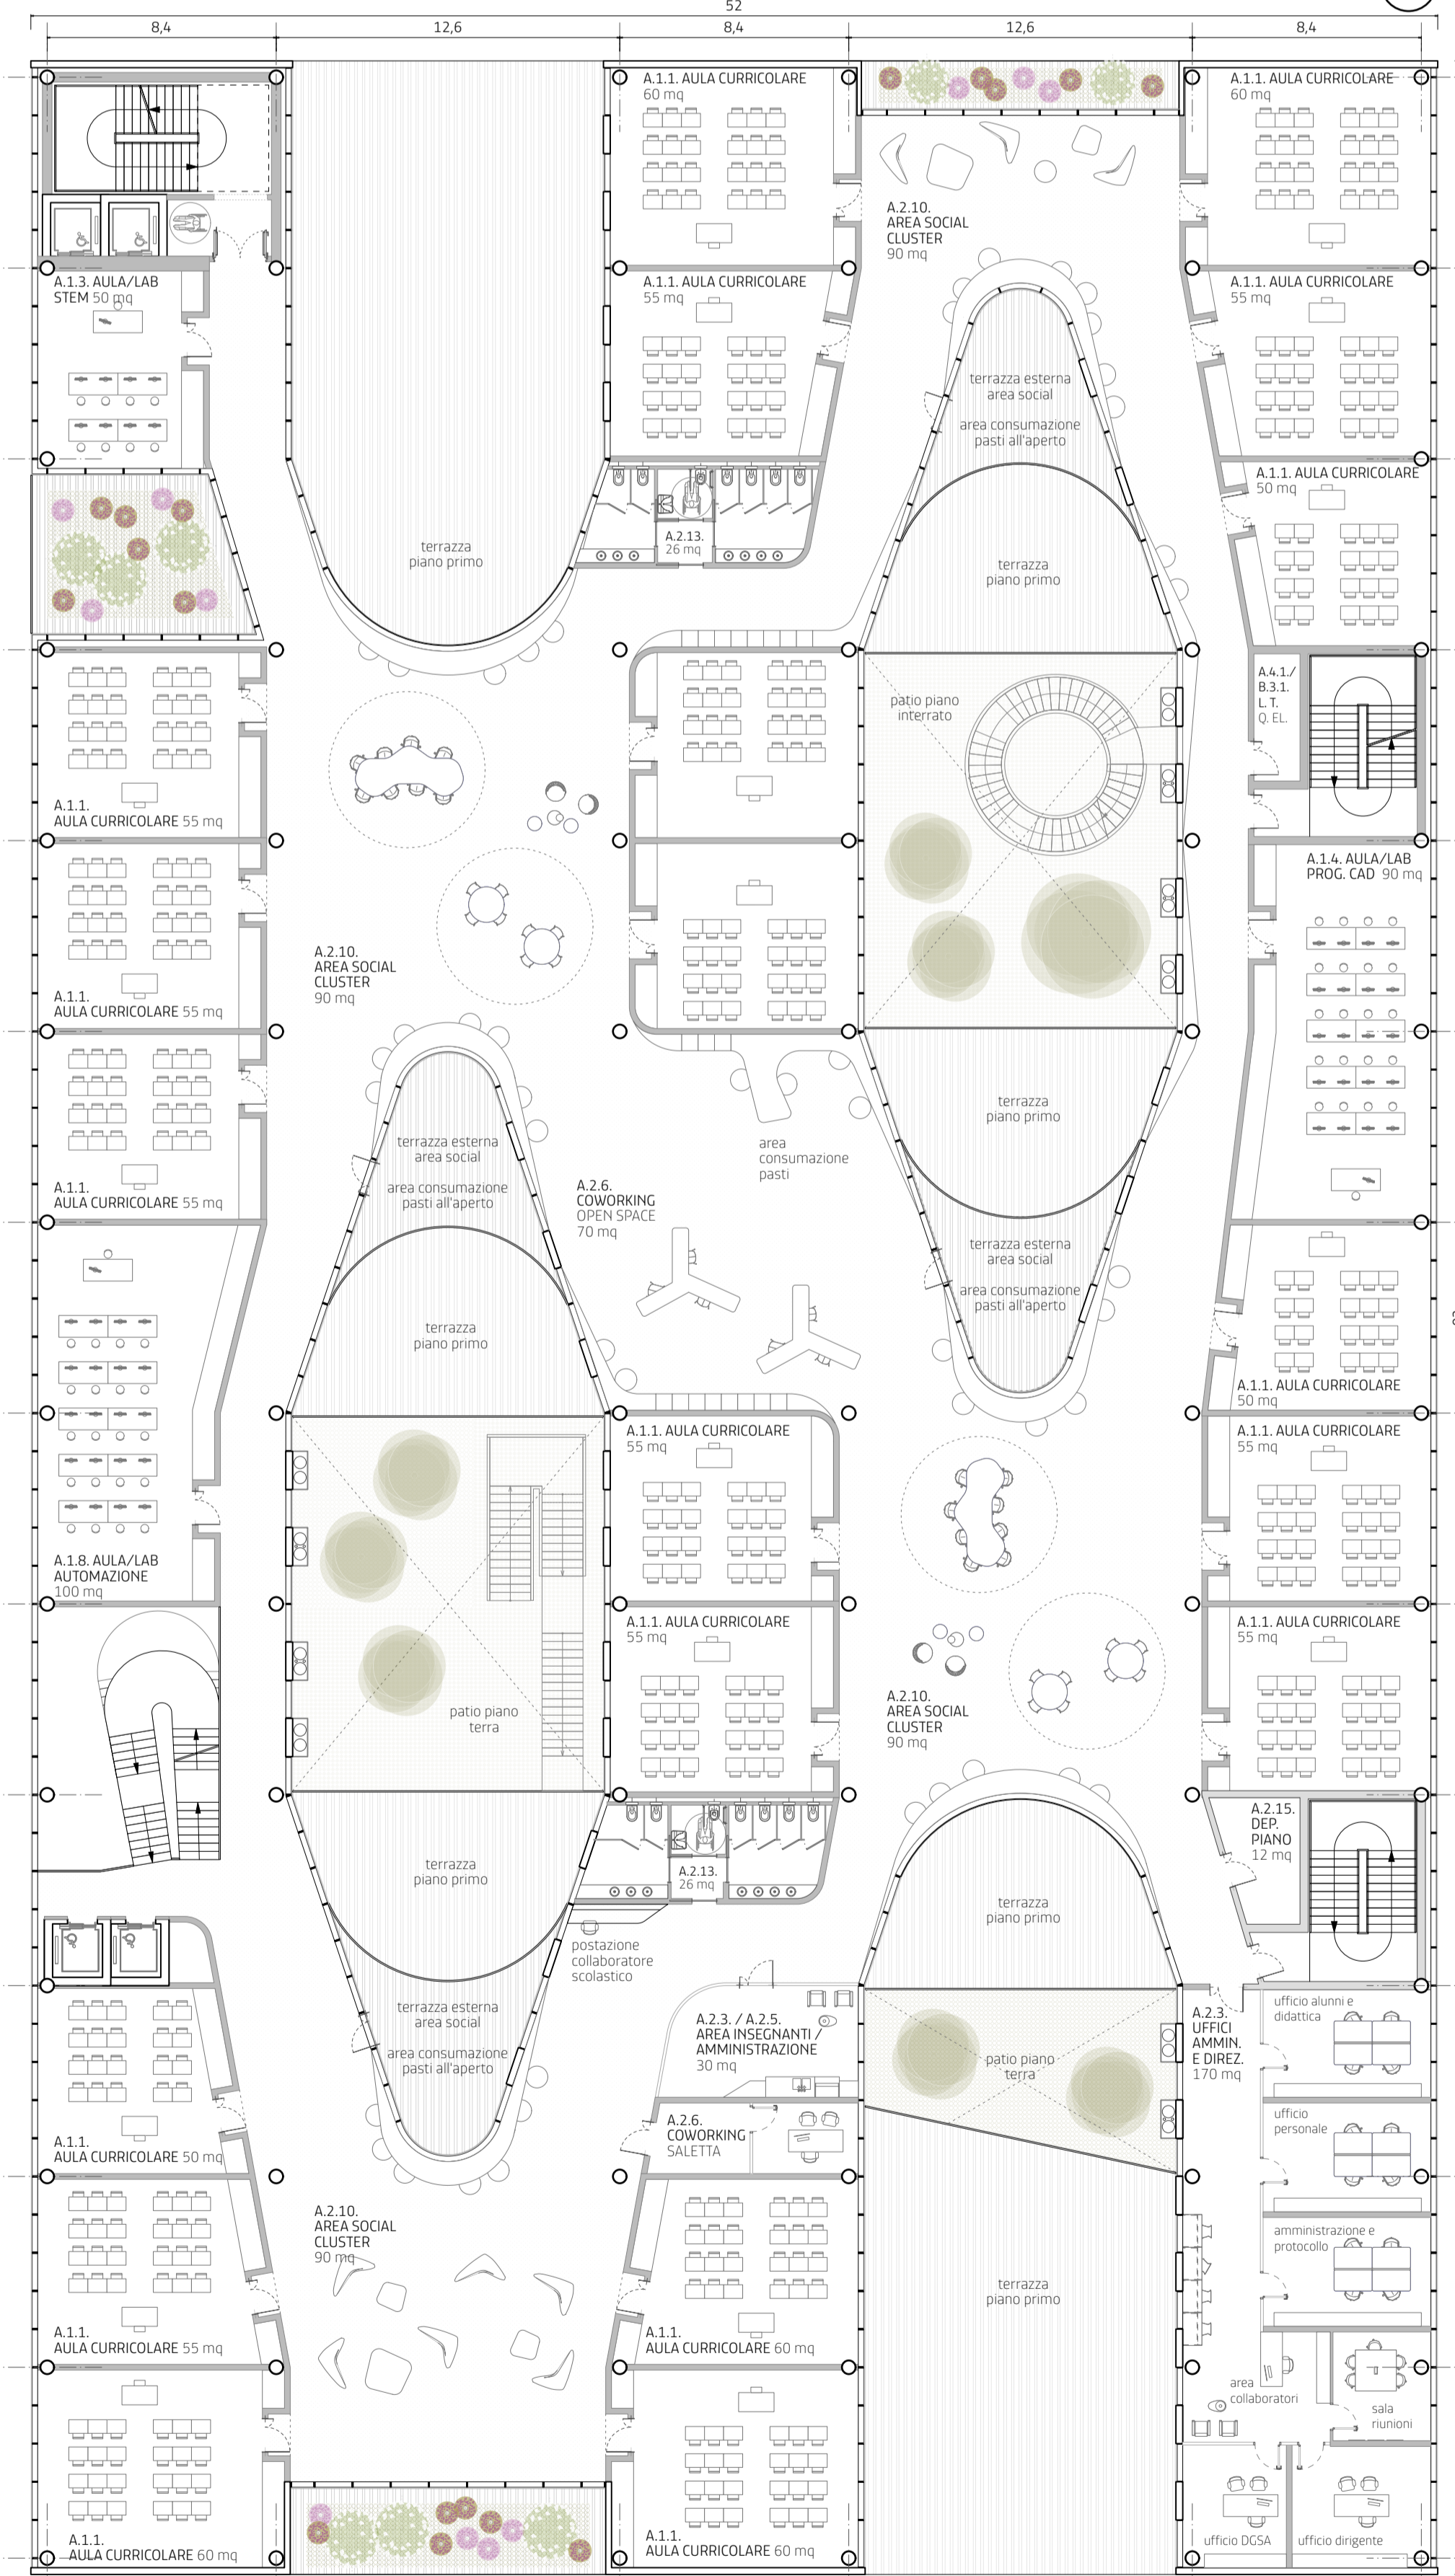 52
8,4
12,6
8,4
12,6
8,4
A.1.1. AULA CURRICOLARE
60 mq
A.1.1. AULA CURRICOLARE
60 mq
A.2.10.
AREA SOCIAL
CLUSTER
90 mq
A.1.3. AULA/LAB
STEM 50 mq
A.1.1. AULA CURRICOLARE
55 mq
A.1.1. AULA CURRICOLARE
55 mq
terrazza esterna
area social
area consumazione
pasti all'aperto
A.1.1. AULA CURRICOLARE
50 mq
terrazza
piano primo
A.2.13.
26 mq
terrazza
piano primo
A.4.1./
B.3.1.
L. T.
Q. EL.
patio piano
interrato
A.1.1.
AULA CURRICOLARE 55 mq
A.1.4. AULA/LAB
PROG. CAD 90 mq
A.2.10.
AREA SOCIAL
CLUSTER
90 mq
A.1.1.
AULA CURRICOLARE 55 mq
terrazza
piano primo
terrazza esterna
area social
area consumazione
pasti all'aperto
area
consumazione
pasti
A.1.1.
AULA CURRICOLARE 55 mq
A.2.6.
COWORKING
OPEN SPACE
70 mq
terrazza esterna
area social
area consumazione
pasti all'aperto
terrazza
piano primo
A.1.1. AULA CURRICOLARE
50 mq
A.1.1. AULA CURRICOLARE
55 mq
A.1.1. AULA CURRICOLARE
55 mq
A.1.8. AULA/LAB
AUTOMAZIONE
100 mq
A.1.1. AULA CURRICOLARE
55 mq
A.1.1. AULA CURRICOLARE
55 mq
A.2.10.
AREA SOCIAL
CLUSTER
90 mq
patio piano
terra
A.2.15.
DEP.
PIANO
12 mq
terrazza
piano primo
A.2.13.
26 mq
terrazza
piano primo
postazione
collaboratore
scolastico
terrazza esterna
area social
area consumazione
pasti all'aperto
A.2.3. / A.2.5.
AREA INSEGNANTI /
AMMINISTRAZIONE
30 mq
patio piano
terra
A.2.3.
UFFICI
AMMIN.
E DIREZ.
170 mq
ufficio alunni e
didattica
A.1.1.
AULA CURRICOLARE 50 mq
A.2.6.
COWORKING
SALETTA
ufficio
personale
A.2.10.
AREA SOCIAL
CLUSTER
90 mq
amministrazione e
protocollo
terrazza
piano primo
A.1.1.
AULA CURRICOLARE 55 mq
A.1.1.
AULA CURRICOLARE 60 mq
area
collaboratori
sala
riunioni
A.1.1.
AULA CURRICOLARE 60 mq
A.1.1.
AULA CURRICOLARE 60 mq
ufficio DGSA
ufficio dirigente